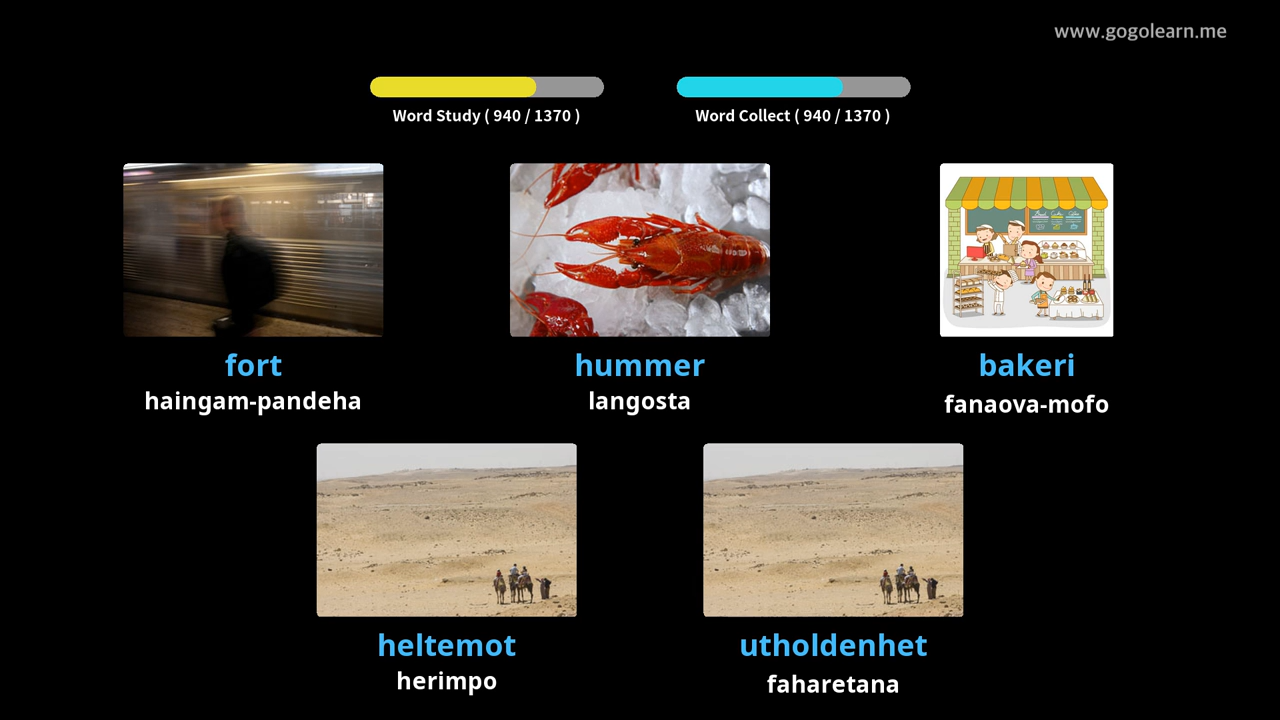 www.gogolearn.me
Word Study ( 940 / 1370 )
Word Collect ( 940 / 1370 )
fort
haingam-pandeha
hummer
langosta
bakeri
fanaova-mofo
heltemot
herimpo
utholdenhet
faharetana